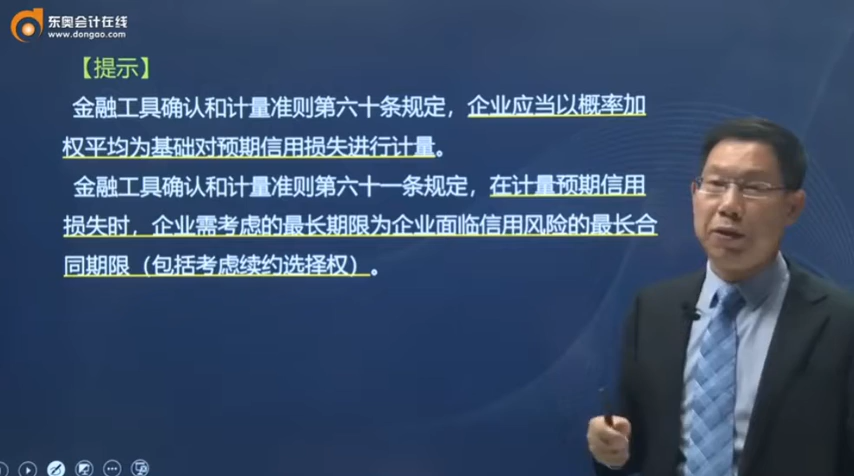 东奥会计在线
www.dongao.com
【提示】
金融工具确认和计量准则第六十条规定，企业应当以概率加
权平均为基础对预期信用损失进行计量。
金融工具确认和计量准则第六十一条规定，在计量预期信用
损失时，企业需考虑的最长期限为企业面临信用风险的最长合
同期限（包括考虑续约选择权）。